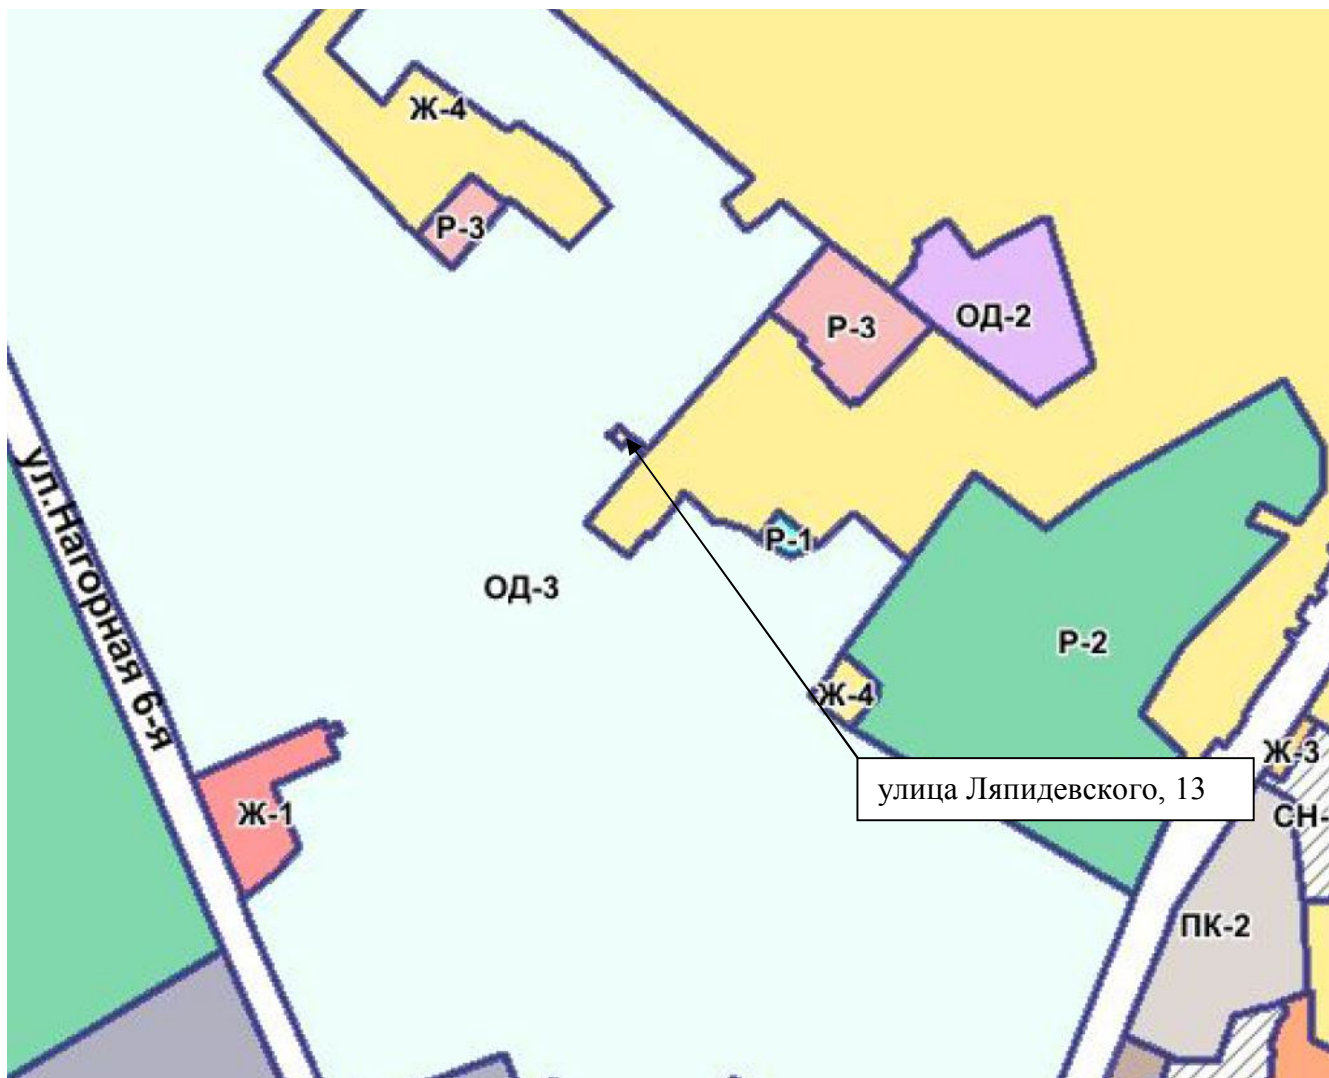 Ж-4
Р-3
Р-3
ОД-2
ул.Нагорная 6-я
Р-1
ОД-3
Р-2
Ж-4
Ж-3
улица Ляпидевского, 13
Ж-1
СН-
ПК-2